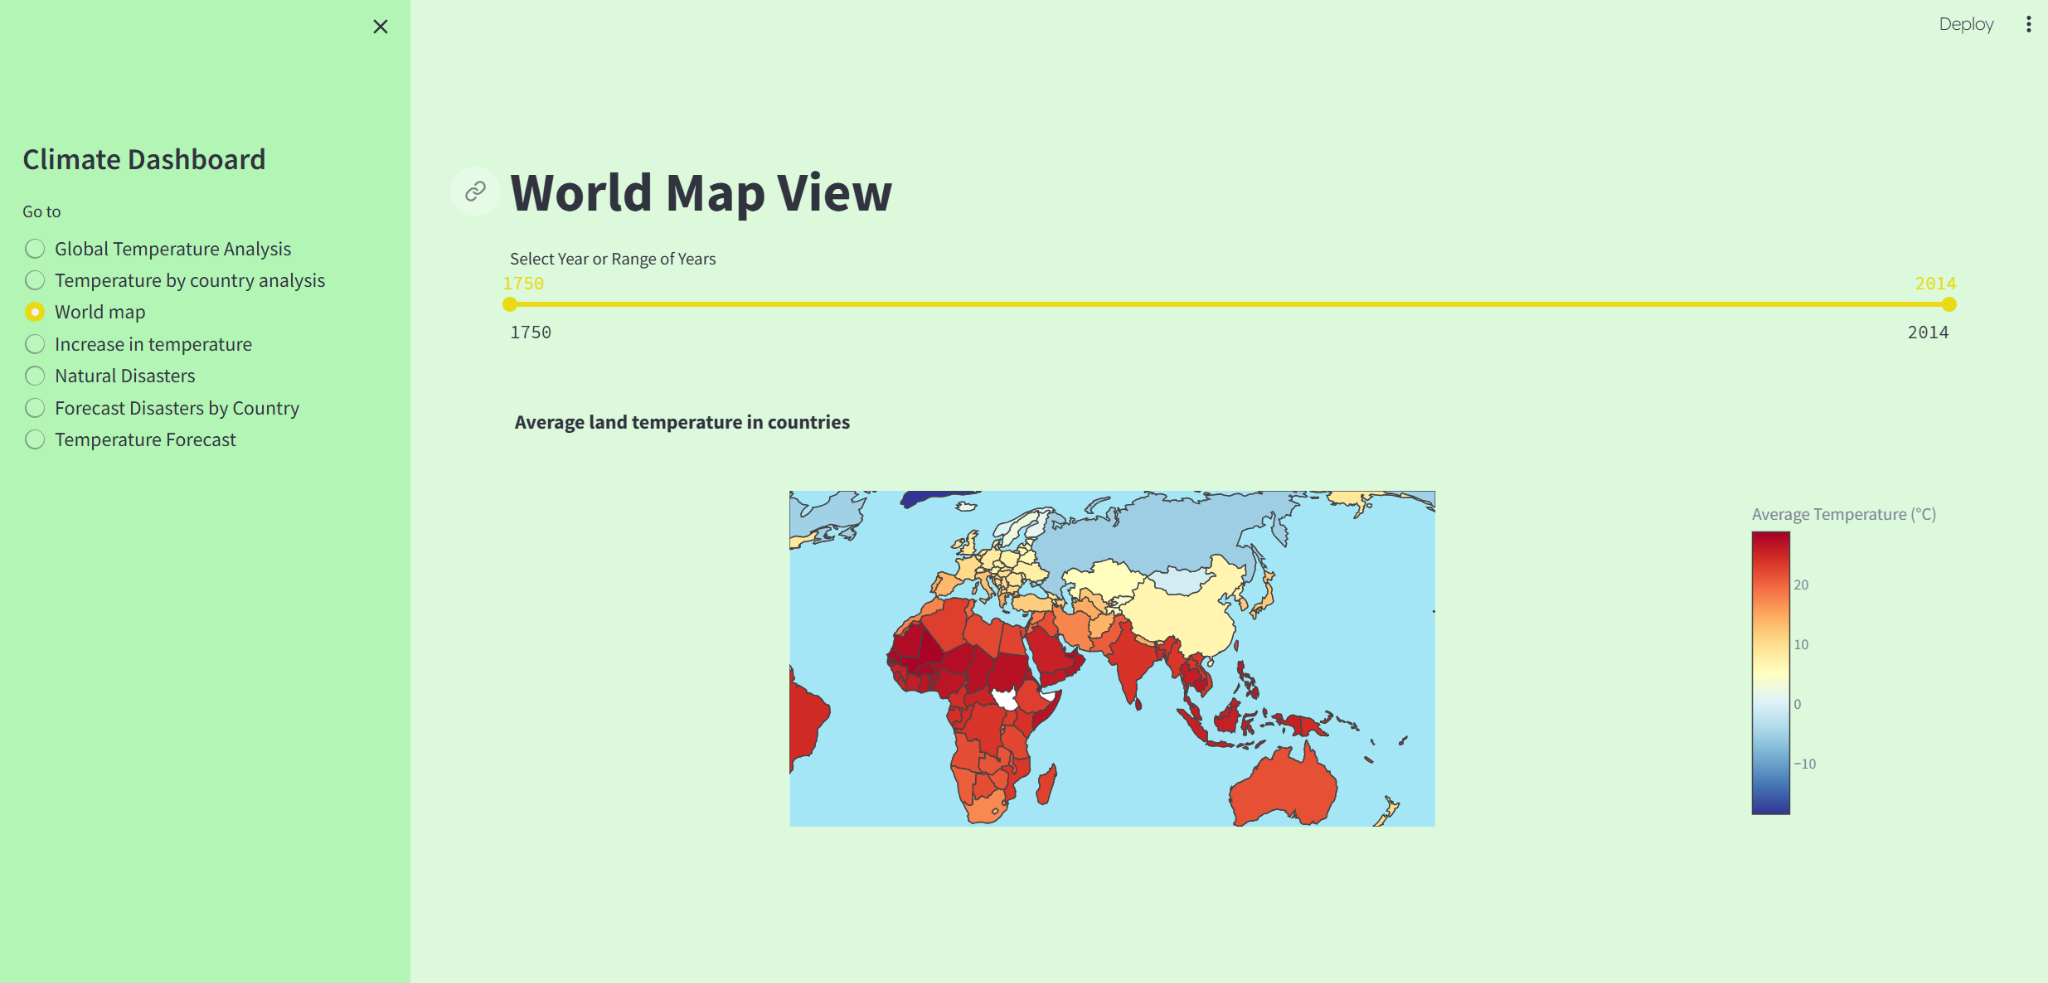 Deploy
Climate Dashboard
Go to
Global Temperature Analysis
Temperature by country analysis
World map
Increase in temperature
Natural Disasters
Forecast Disasters by Country
Temperature Forecast
World Map View
Select Year or Range of Years
1750 2014
1750 2014
Average land temperature in countries
Average Temperature (°C)
20
10
0
−10